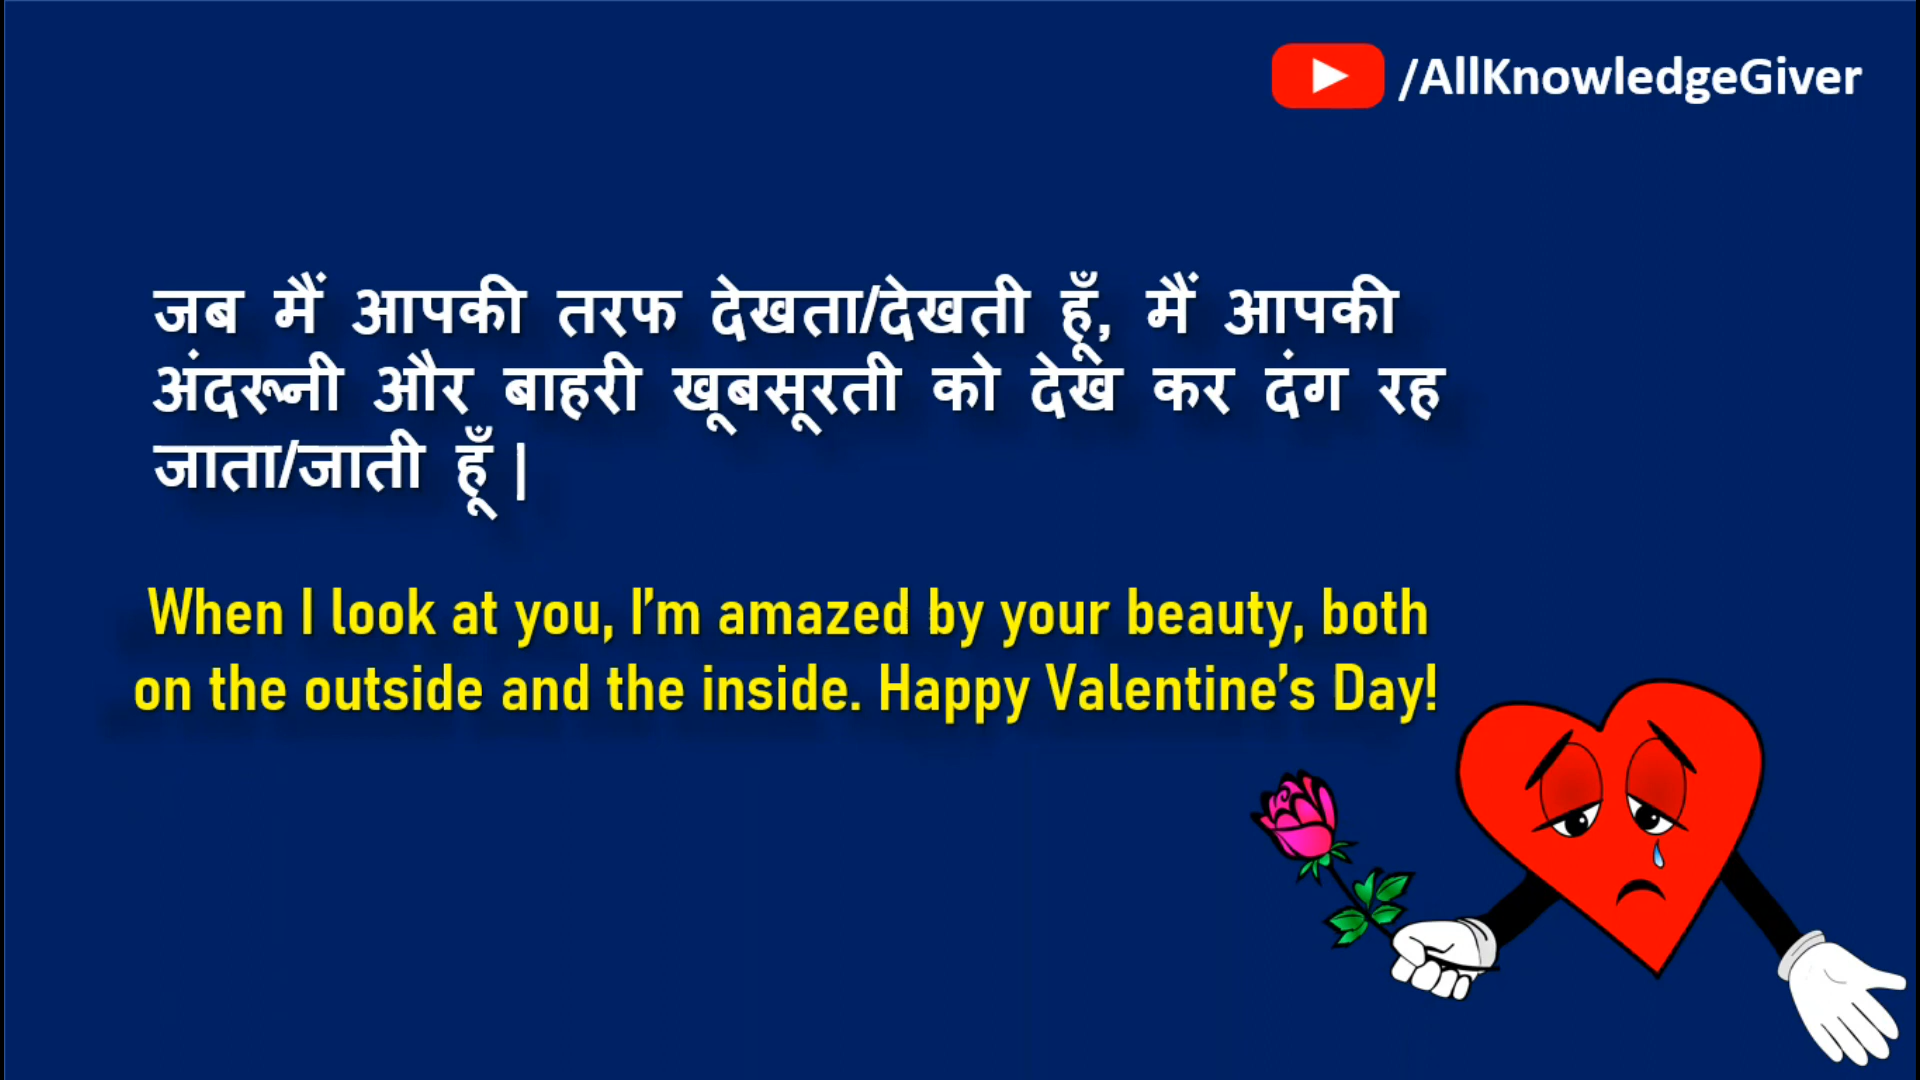 /AllKnowledgeGiver
जब मैं आपकी तरफ देखता/देखती हूँ, मैं आपकी
अंदरूनी और बाहरी खूबसूरती को देख कर दंग रह
जाता/जाती हूँ |
When I look at you, I’m amazed by your beauty, both
on the outside and the inside. Happy Valentine’s Day!